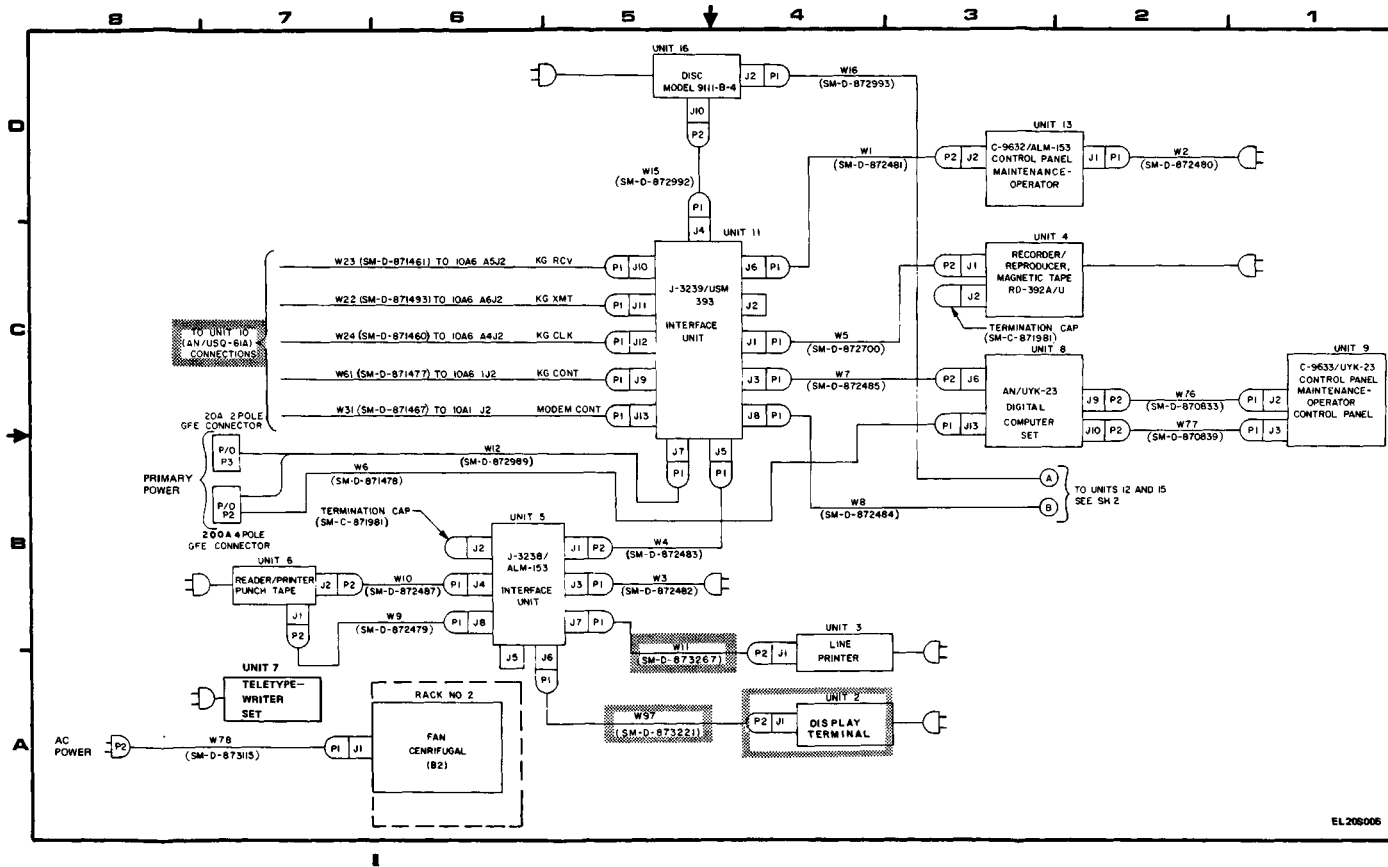 8 7 6 5 4 3 2 1
D
C
B
A
UNIT 16
DISC
MODEL 9111-B-4
J2 P1
W16
(SM-D-872993)
J10
P2
W15
(SM-D-872992)
P1
J4
UNIT 13
C-9632/ALM-153
CONTROL PANEL
MAINTENANCE-
OPERATOR
P2 J2
J1 P1
W1
(SM-D-872481)
W2
(SM-D-872480)
UNIT 11
J-3239/USM
393
INTERFACE
UNIT
W23 (SM-D-871461) TO 10A6 A5J2 KG RCV
P1 J10
J6 P1
W22 (SM-D-871493) TO 10A6 A6J2 KG XMT
P1 J11
J2
W24 (SM-D-871460) TO 10A6 A4J2 KG CLK
P1 J12
J1 P1
W61 (SM-D-871477) TO 10A6 1J2 KG CONT
P1 J9
J3 P1
W31 (SM-D-871467) TO 10A1 J2 MODEM CONT
P1 J13
J8 P1
TO UNIT 10
(AN/USQ-61A)
CONNECTIONS
UNIT 4
RECORDER/
REPRODUCER,
MAGNETIC TAPE
RD-392A/U
P2 J1
J2
TERMINATION CAP
(SM-C-871981)
W5
(SM-D-872700)
W7
(SM-D-872485)
UNIT 8
AN/UYK-23
DIGITAL
COMPUTER
SET
P2 J6
P1 J13
J9 P2
J10 P2
W76
(SM-D-870833)
W77
(SM-D-870839)
P1 J2
P1 J3
UNIT 9
C-9633/UYK-23
CONTROL PANEL
MAINTENANCE-
OPERATOR
CONTROL PANEL
20A 2 POLE
GFE CONNECTOR
P/O
P3
PRIMARY
POWER
P/O
P2
200A 4 POLE
GFE CONNECTOR
W12
(SM-D-872989)
W6
(SM-D-871478)
J7
P1
J5
P1
A
B
TO UNITS 12 AND 15
SEE SH 2
W8
(SM-D-872484)
TERMINATION CAP
(SM-C-871981)
UNIT 5
J-3238/
ALM-153
INTERFACE
UNIT
J2
J1 P2
W4
(SM-D-872483)
P1 J4
J3 P1
W3
(SM-D-872482)
P1 J8
J7 P1
J5
J6
P1
UNIT 6
READER/PRINTER
PUNCH TAPE
J2 P2
W10
(SM-D-872487)
J1
P2
W9
(SM-D-872479)
W11
(SM-D-873267)
UNIT 3
LINE
PRINTER
P2 J1
UNIT 7
TELETYPE-
WRITER
SET
RACK NO 2
FAN
CENRIFUGAL
(B2)
P1 J1
W97
(SM-D-873221)
UNIT 2
DISPLAY
TERMINAL
P2 J1
AC
POWER
P2
W78
(SM-D-873115)
EL20S006